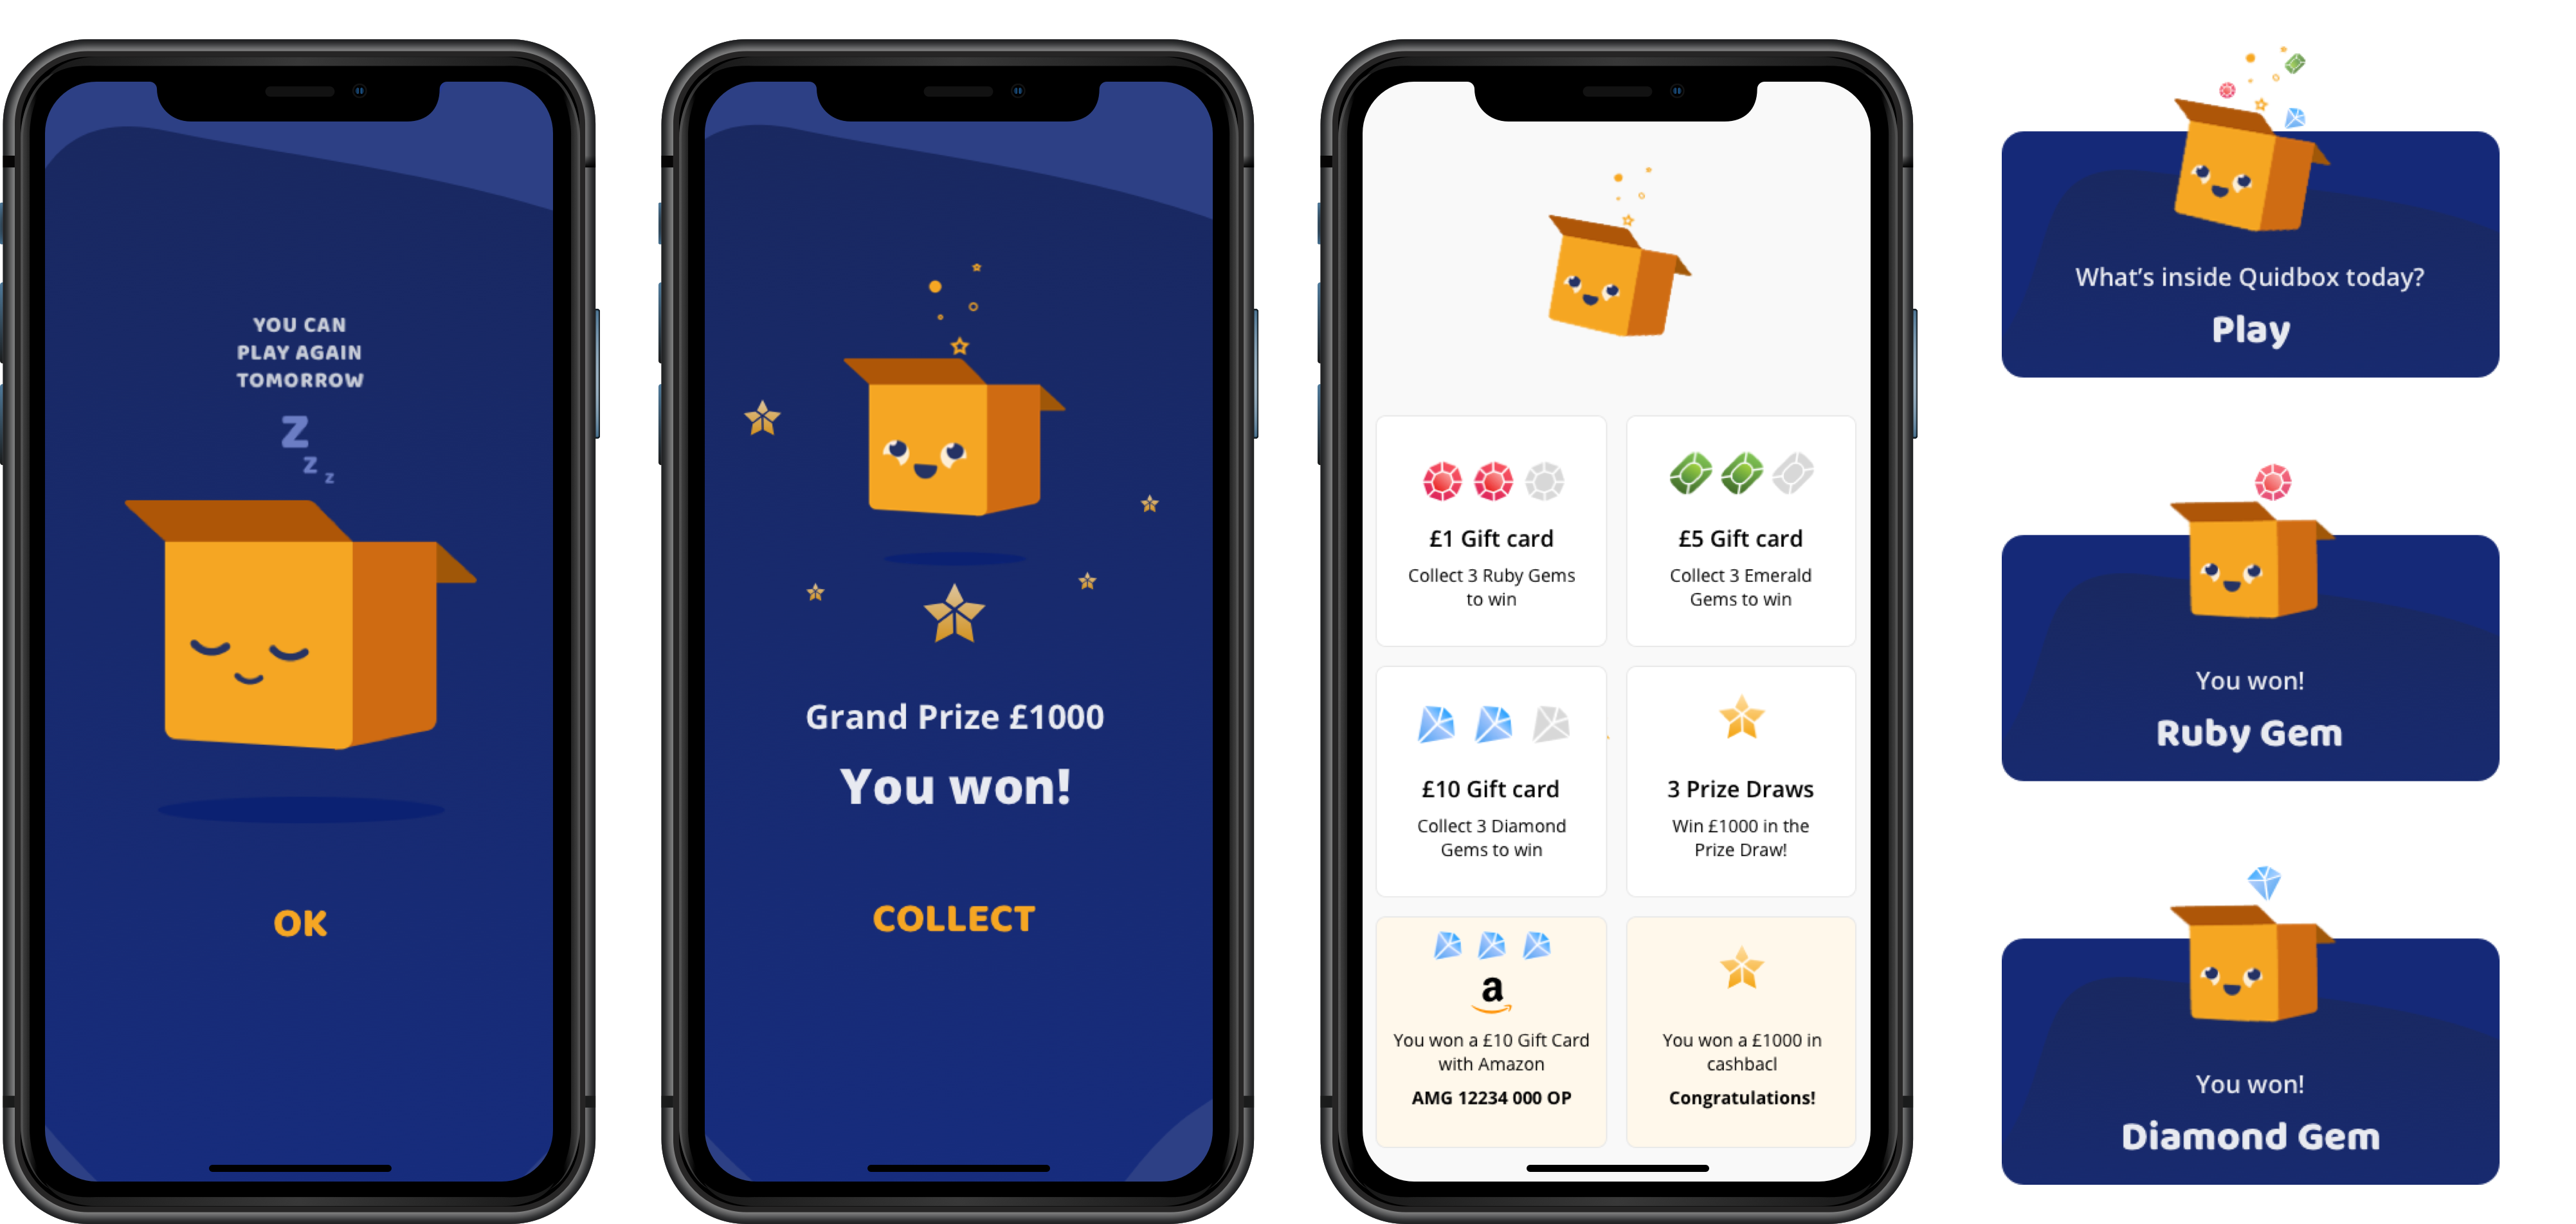 YOU CAN
PLAY AGAIN
TOMORROW
Z
z
z
OK
Grand Prize £1000
You won!
COLLECT
£1 Gift card
Collect 3 Ruby Gems
to win
£5 Gift card
Collect 3 Emerald
Gems to win
£10 Gift card
Collect 3 Diamond
Gems to win
3 Prize Draws
Win £1000 in the
Prize Draw!
a
You won a £10 Gift Card
with Amazon
AMG 12234 000 OP
You won a £1000 in
cashbacl
Congratulations!
What's inside Quidbox today?
Play
You won!
Ruby Gem
You won!
Diamond Gem